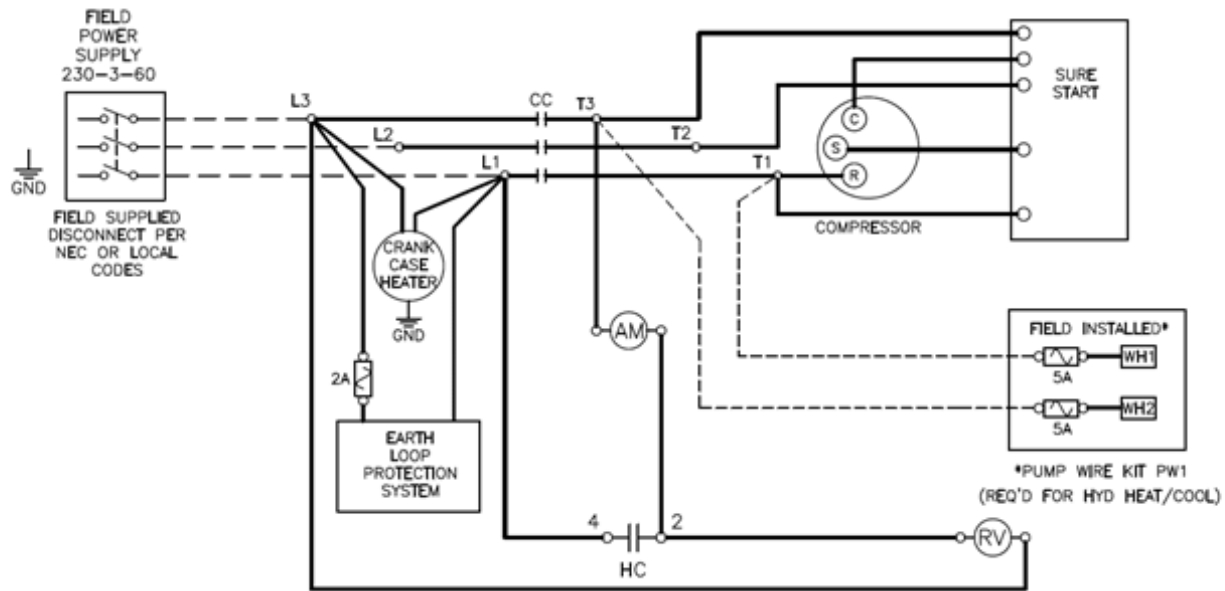 FIELD
POWER
SUPPLY
230-3-60
GND
FIELD SUPPLIED
DISCONNECT PER
NEC OR LOCAL
CODES
L3
L2
L1
CC
T3
T2
T1
C
S
R
COMPRESSOR
SURE
START
CRANK
CASE
HEATER
GND
2A
EARTH
LOOP
PROTECTION
SYSTEM
AM
4
2
HC
RV
FIELD INSTALLED*
WH1
5A
WH2
5A
*PUMP WIRE KIT PW1
(REQ'D FOR HYD HEAT/COOL)